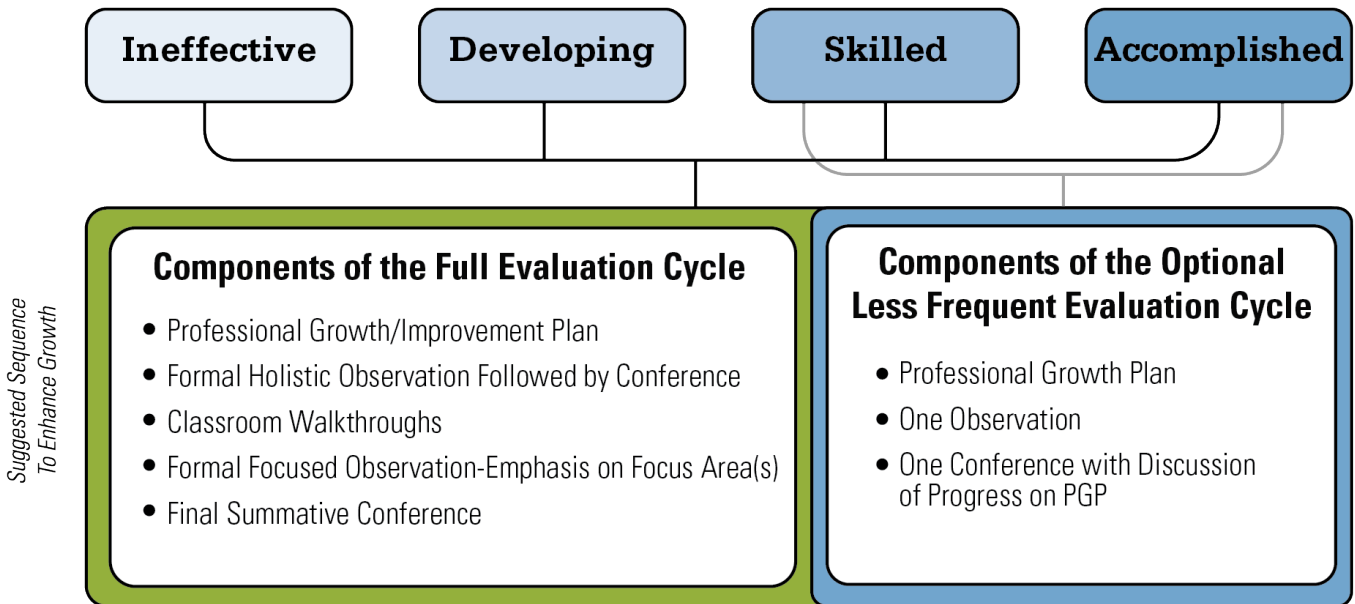 Ineffective
Developing
Skilled
Accomplished
Suggested Sequence
To Enhance Growth
Components of the Full Evaluation Cycle
• Professional Growth/Improvement Plan
• Formal Holistic Observation Followed by Conference
• Classroom Walkthroughs
• Formal Focused Observation-Emphasis on Focus Area(s)
• Final Summative Conference
Components of the Optional
Less Frequent Evaluation Cycle
• Professional Growth Plan
• One Observation
• One Conference with Discussion
of Progress on PGP